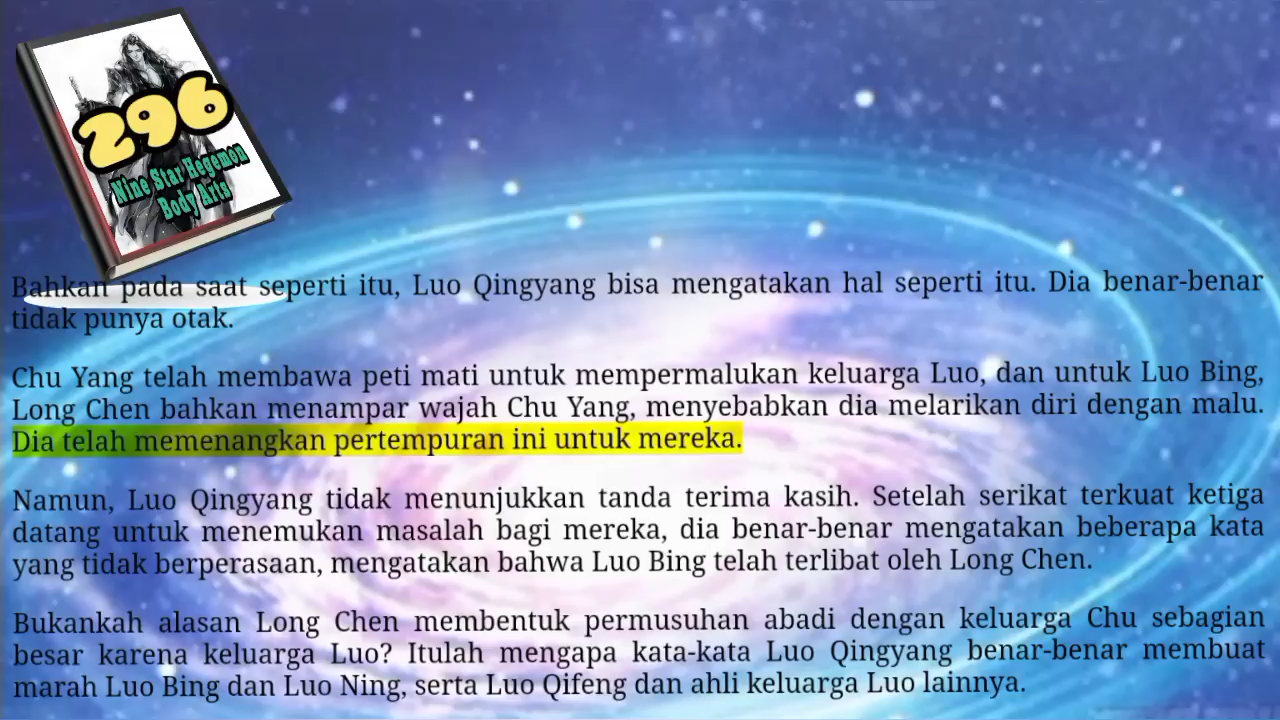 296
Nine Star Hegemon
Body Arts
Bahkan pada saat seperti itu, Luo Qingyang bisa mengatakan hal seperti itu. Dia benar-benar
tidak punya otak.
Chu Yang telah membawa peti mati untuk mempermalukan keluarga Luo, dan untuk Luo Bing,
Long Chen bahkan menampar wajah Chu Yang, menyebabkan dia melarikan diri dengan malu.
Dia telah memenangkan pertempuran ini untuk mereka.
Namun, Luo Qingyang tidak menunjukkan tanda terima kasih. Setelah serikat terkuat ketiga
datang untuk menemukan masalah bagi mereka, dia benar-benar mengatakan beberapa kata
yang tidak berperasaan, mengatakan bahwa Luo Bing telah terlibat oleh Long Chen.
Bukankah alasan Long Chen membentuk permusuhan abadi dengan keluarga Chu sebagian
besar karena keluarga Luo? Itulah mengapa kata-kata Luo Qingyang benar-benar membuat
marah Luo Bing dan Luo Ning, serta Luo Qifeng dan ahli keluarga Luo lainnya.